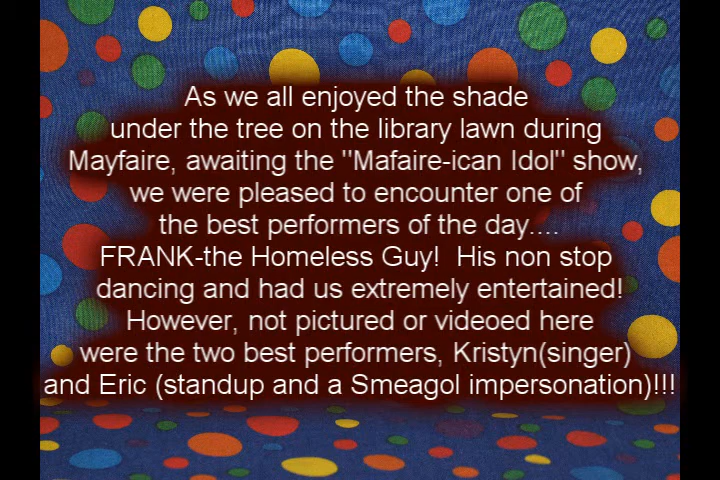 As we all enjoyed the shade
under the tree on the library lawn during
Mayfaire, awaiting the "Mafaire-ican Idol" show,
we were pleased to encounter one of
the best performers of the day....
FRANK-the Homeless Guy!  His non stop
dancing and had us extremely entertained!
However, not pictured or videoed here
were the two best performers, Kristyn(singer)
and Eric (standup and a Smeagol impersonation)!!!